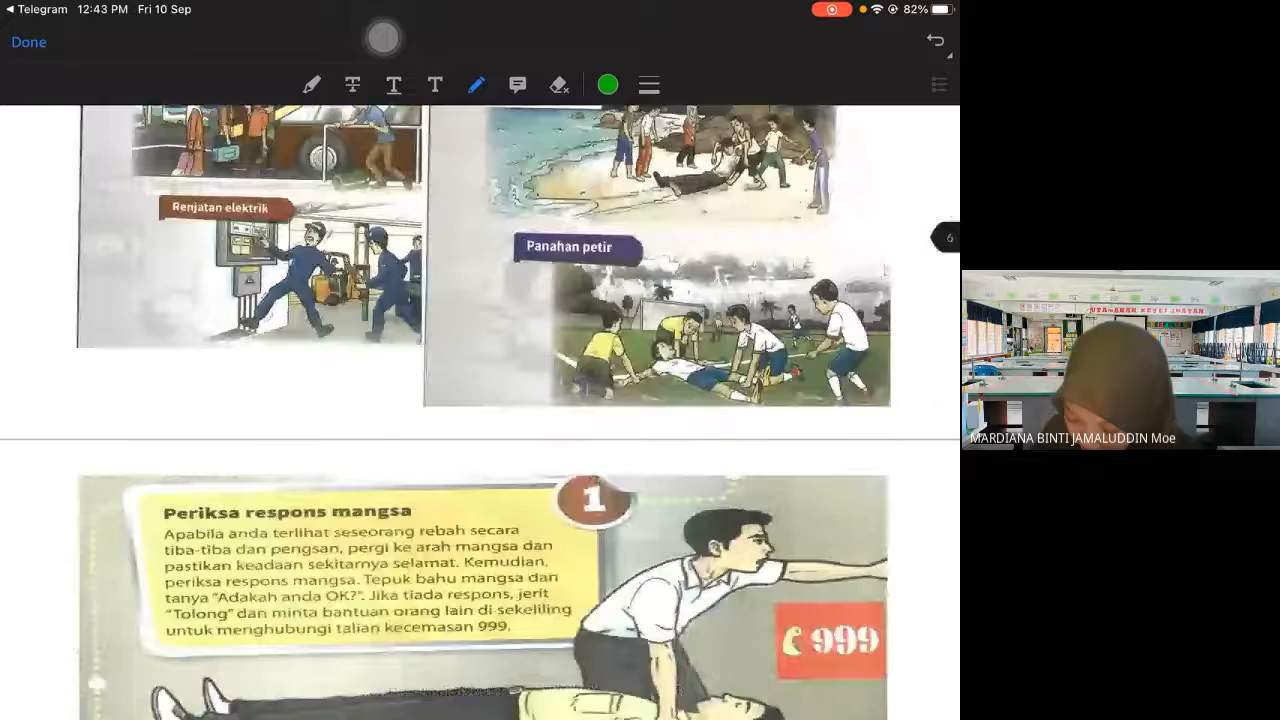 Telegram 12:43 PM Fri 10 Sep 82%
Done
Renjatan elektrik
Panahan petir
6
UTAMAKAN KESELAMATAN
MARDIANA BINTI JAMALUDDIN Moe
1
Periksa respons mangsa
Apabila anda terlihat seseorang rebah secara
tiba-tiba dan pengsan, pergi ke arah mangsa dan
pastikan keadaan sekitarnya selamat. Kemudian,
periksa respons mangsa. Tepuk bahu mangsa dan
tanya "Adakah anda OK?". Jika tiada respons, jerit
"Tolong" dan minta bantuan orang lain di sekeliling
untuk menghubungi talian kecemasan 999.
999